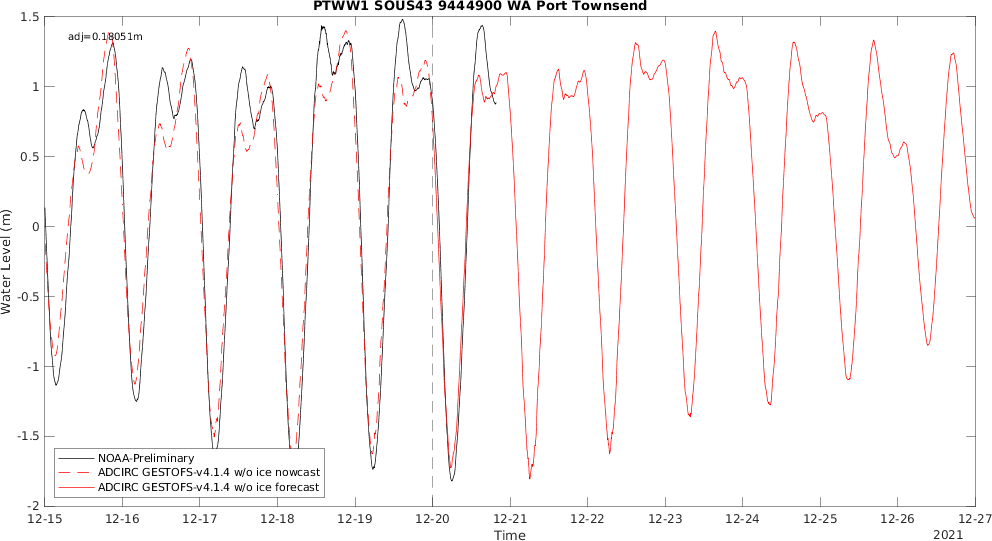 PTWW1 SOUS43 9444900 WA Port Townsend
adj=0.18051m
1.5
1
0.5
0
-0.5
-1
-1.5
-2
Water Level (m)
NOAA-Preliminary
ADCIRC GESTOFS-v4.1.4 w/o ice nowcast
ADCIRC GESTOFS-v4.1.4 w/o ice forecast
12-15 12-16 12-17 12-18 12-19 12-20 12-21 12-22 12-23 12-24 12-25 12-26 12-27
Time
2021